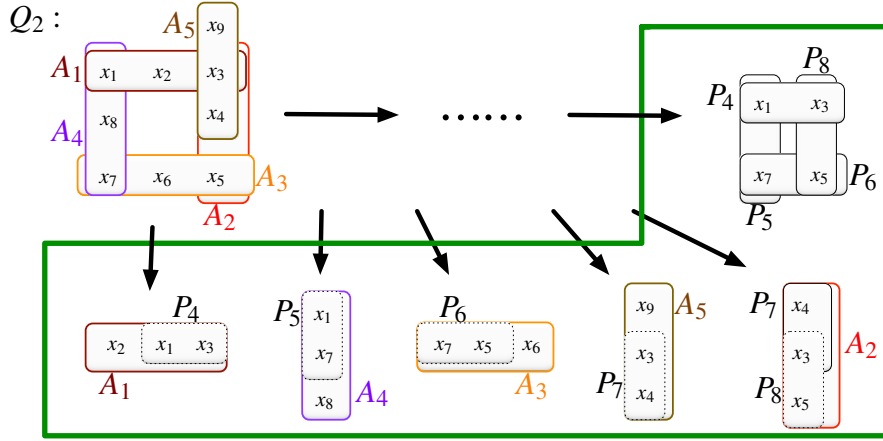 Q₂ :
A₅ x₉
A₁ x₁ x₂ x₃
x₈ x₄
A₄
x₇ x₆ x₅ A₃
A₂
......
P₈
P₄ x₁ x₃
x₇ x₅ P₆
P₅
P₄
x₂ x₁ x₃
A₁
P₅ x₁
x₇
x₈ A₄
P₆
x₇ x₅ x₆
A₃
x₉ A₅
x₃
P₇ x₄
P₇ x₄
x₃ A₂
P₈ x₅